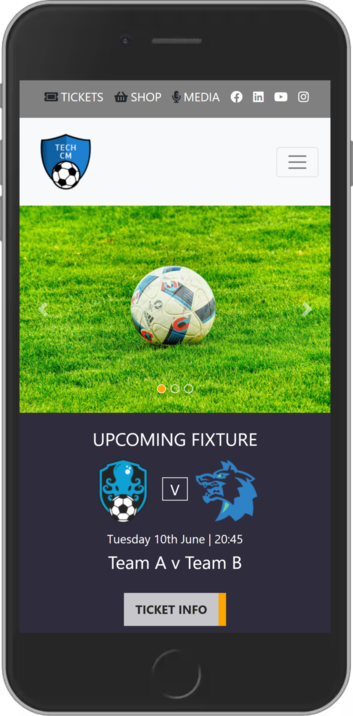 TICKETS SHOP MEDIA
TECH
CM
UPCOMING FIXTURE
V
Tuesday 10th June | 20:45
Team A v Team B
TICKET INFO